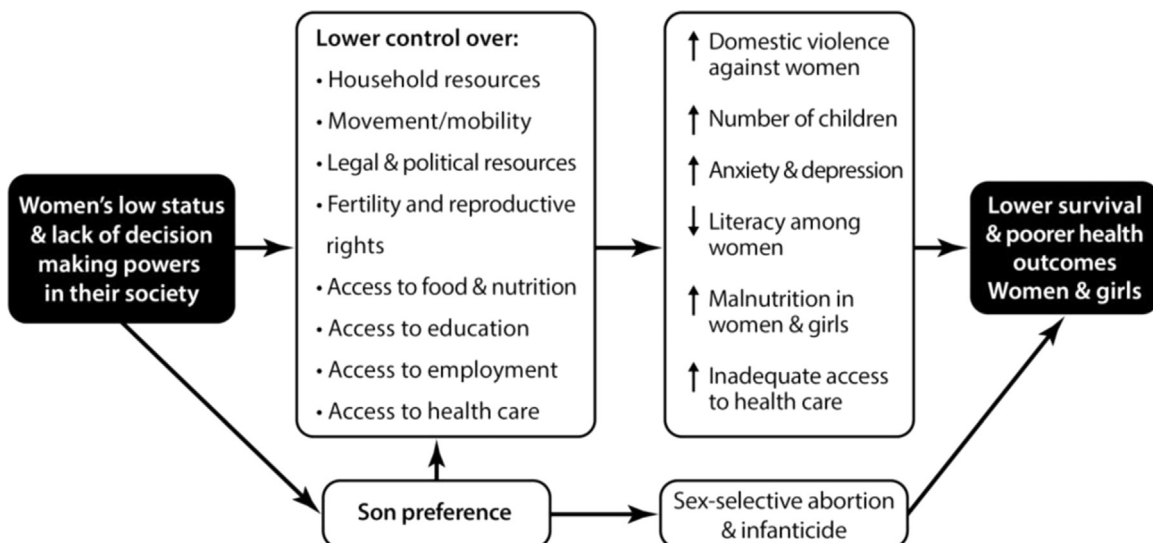 Women's low status
& lack of decision
making powers
in their society
Lower control over:
• Household resources
• Movement/mobility
• Legal & political resources
• Fertility and reproductive
rights
• Access to food & nutrition
• Access to education
• Access to employment
• Access to health care
↑ Domestic violence
against women
↑ Number of children
↑ Anxiety & depression
↓ Literacy among
women
↑ Malnutrition in
women & girls
↑ Inadequate access
to health care
Lower survival
& poorer health
outcomes
Women & girls
Son preference
Sex-selective abortion
& infanticide